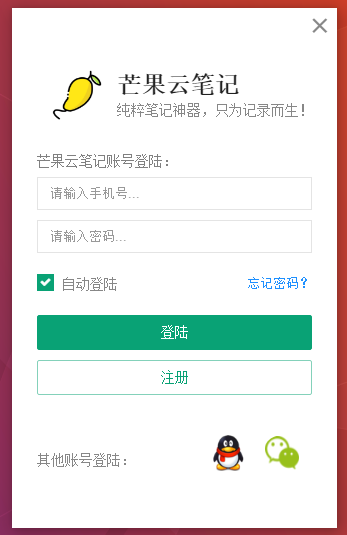 芒果云笔记
纯粹笔记神器，只为记录而生！
芒果云笔记账号登陆：
请输入手机号...
请输入密码...
自动登陆
忘记密码？
登陆
注册
其他账号登陆：